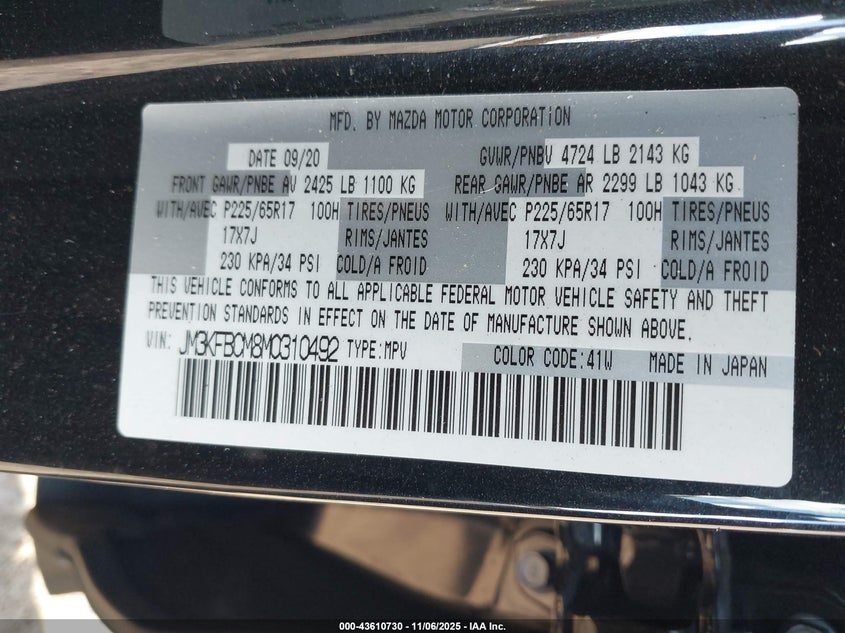 MFD. BY MAZDA MOTOR CORPORATION
DATE 09/20 GVWR/PNBV 4724 LB 2143 KG
FRONT GAWR/PNBE AV 2425 LB 1100 KG REAR GAWR/PNBE AR 2299 LB 1043 KG
WITH/AVEC P225/65R17 100H TIRES/PNEUS WITH/AVEC P225/65R17 100H TIRES/PNEUS
17X7J RIMS/JANTES 17X7J RIMS/JANTES
230 KPA/34 PSI COLD/A FROID 230 KPA/34 PSI COLD/A FROID
THIS VEHICLE CONFORMS TO ALL APPLICABLE FEDERAL MOTOR VEHICLE SAFETY AND THEFT
PREVENTION STANDARDS IN EFFECT ON THE DATE OF MANUFACTURE SHOWN ABOVE.
VIN: JM3KFBCM8M0310492 TYPE:MPV COLOR CODE:41W MADE IN JAPAN
000-43610730 - 11/06/2025 - IAA Inc.